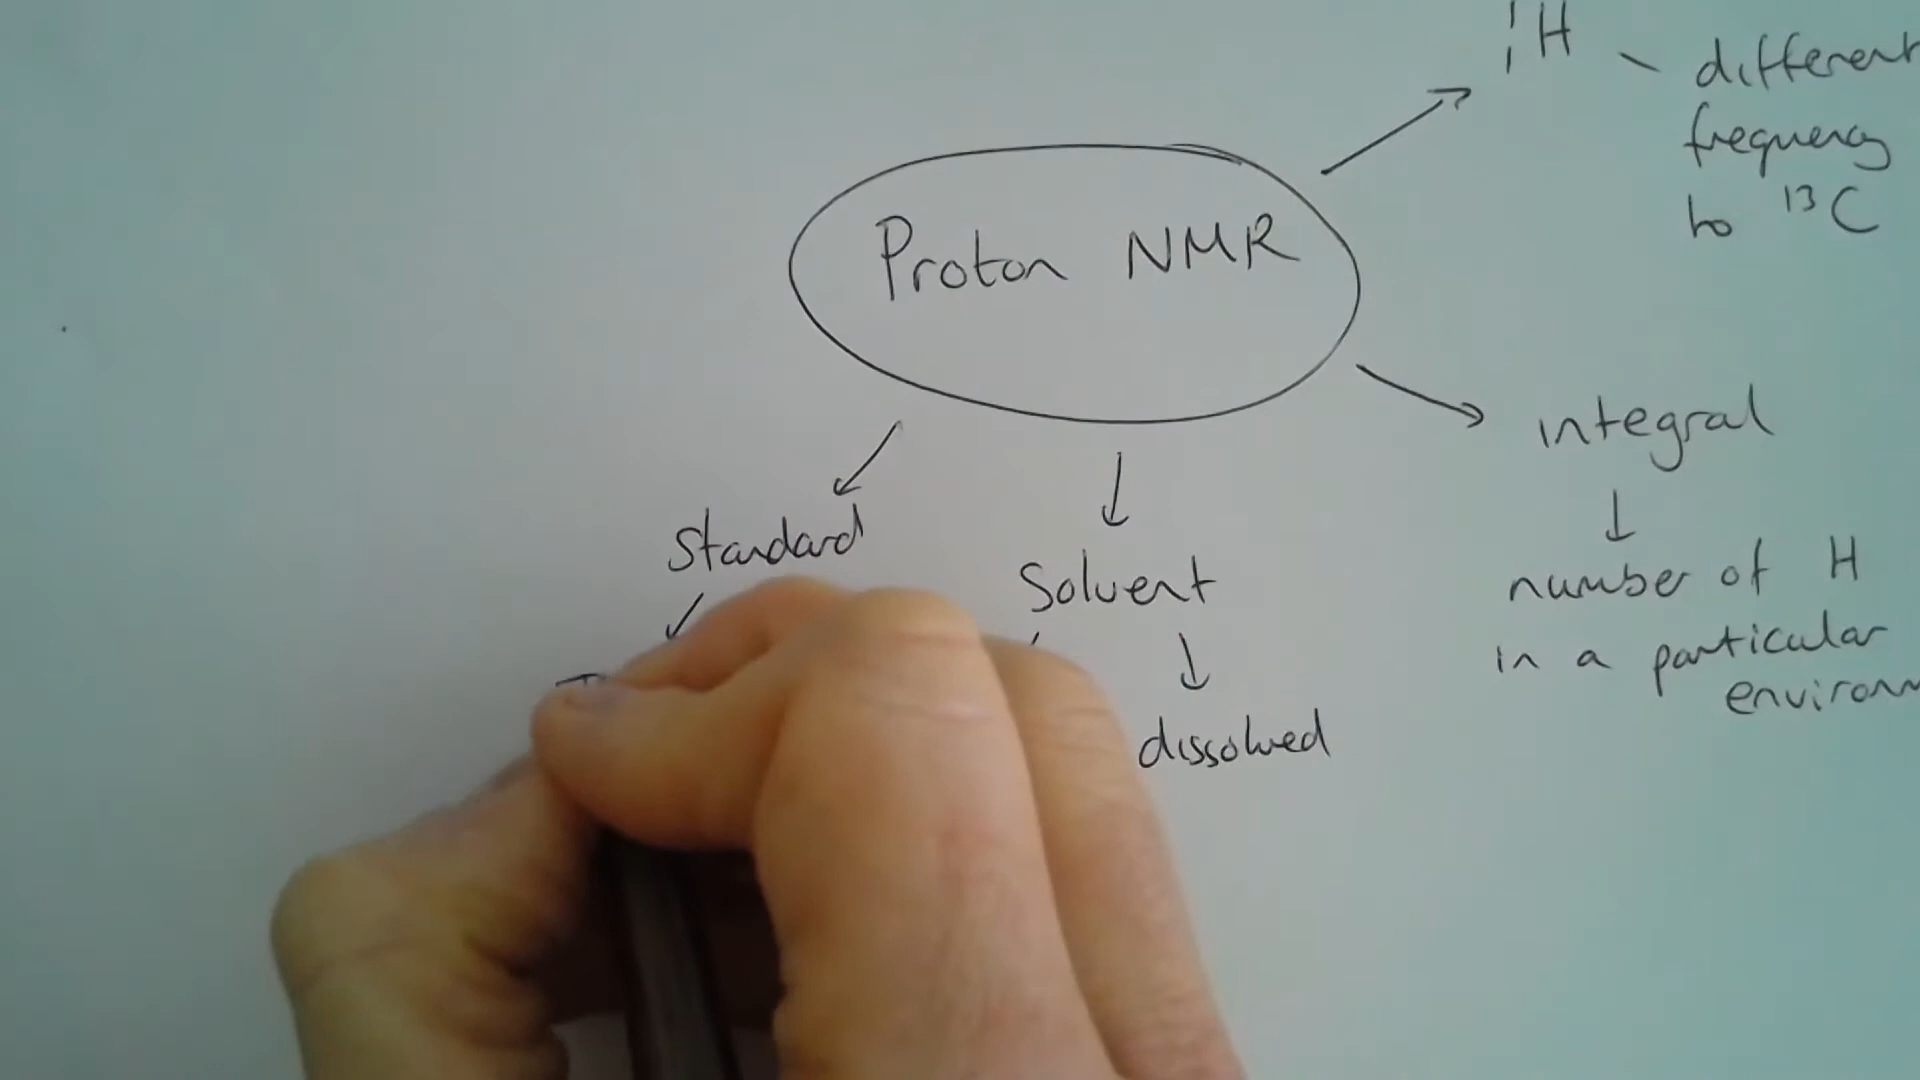 ¹H - different
frequency
to ¹³C
Proton NMR
integral
number of H
in a particular
Standard
Solvent
dissolved